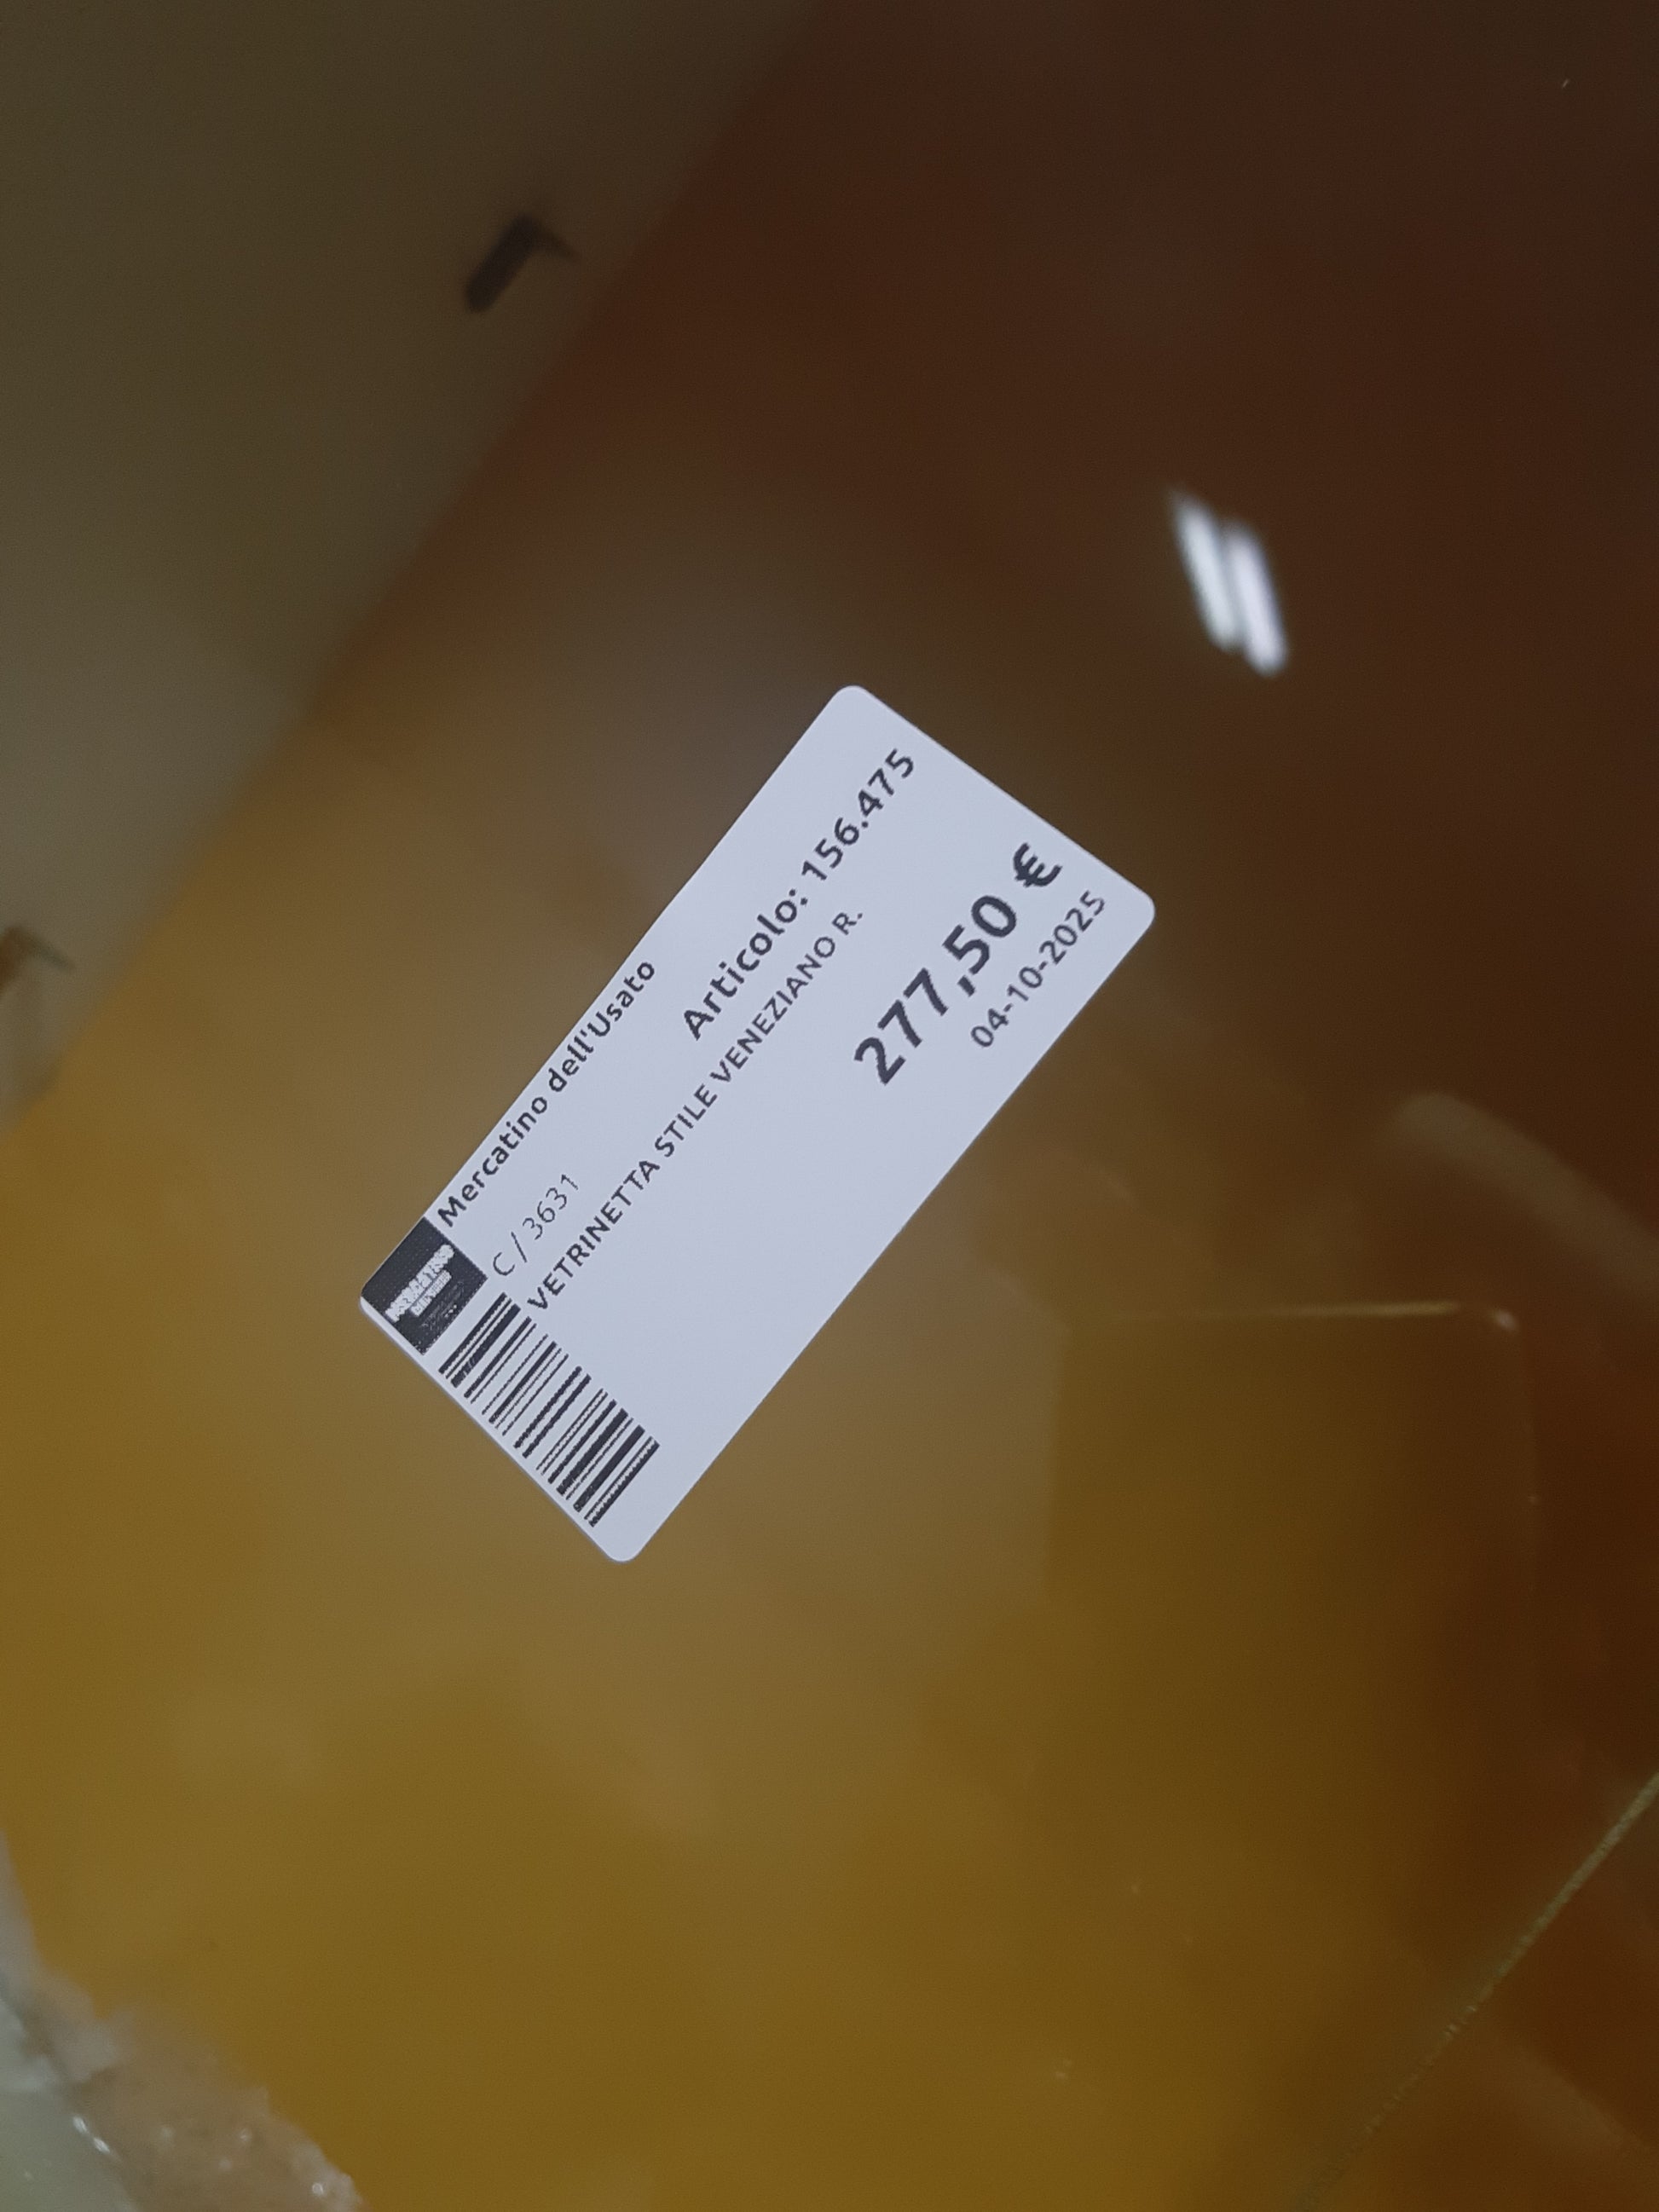 Mercatino dell'Usato
C / 3631
Articolo: 156.475
VETRINETTA STILE VENEZIANO R.
277,50 €
04-10-2025